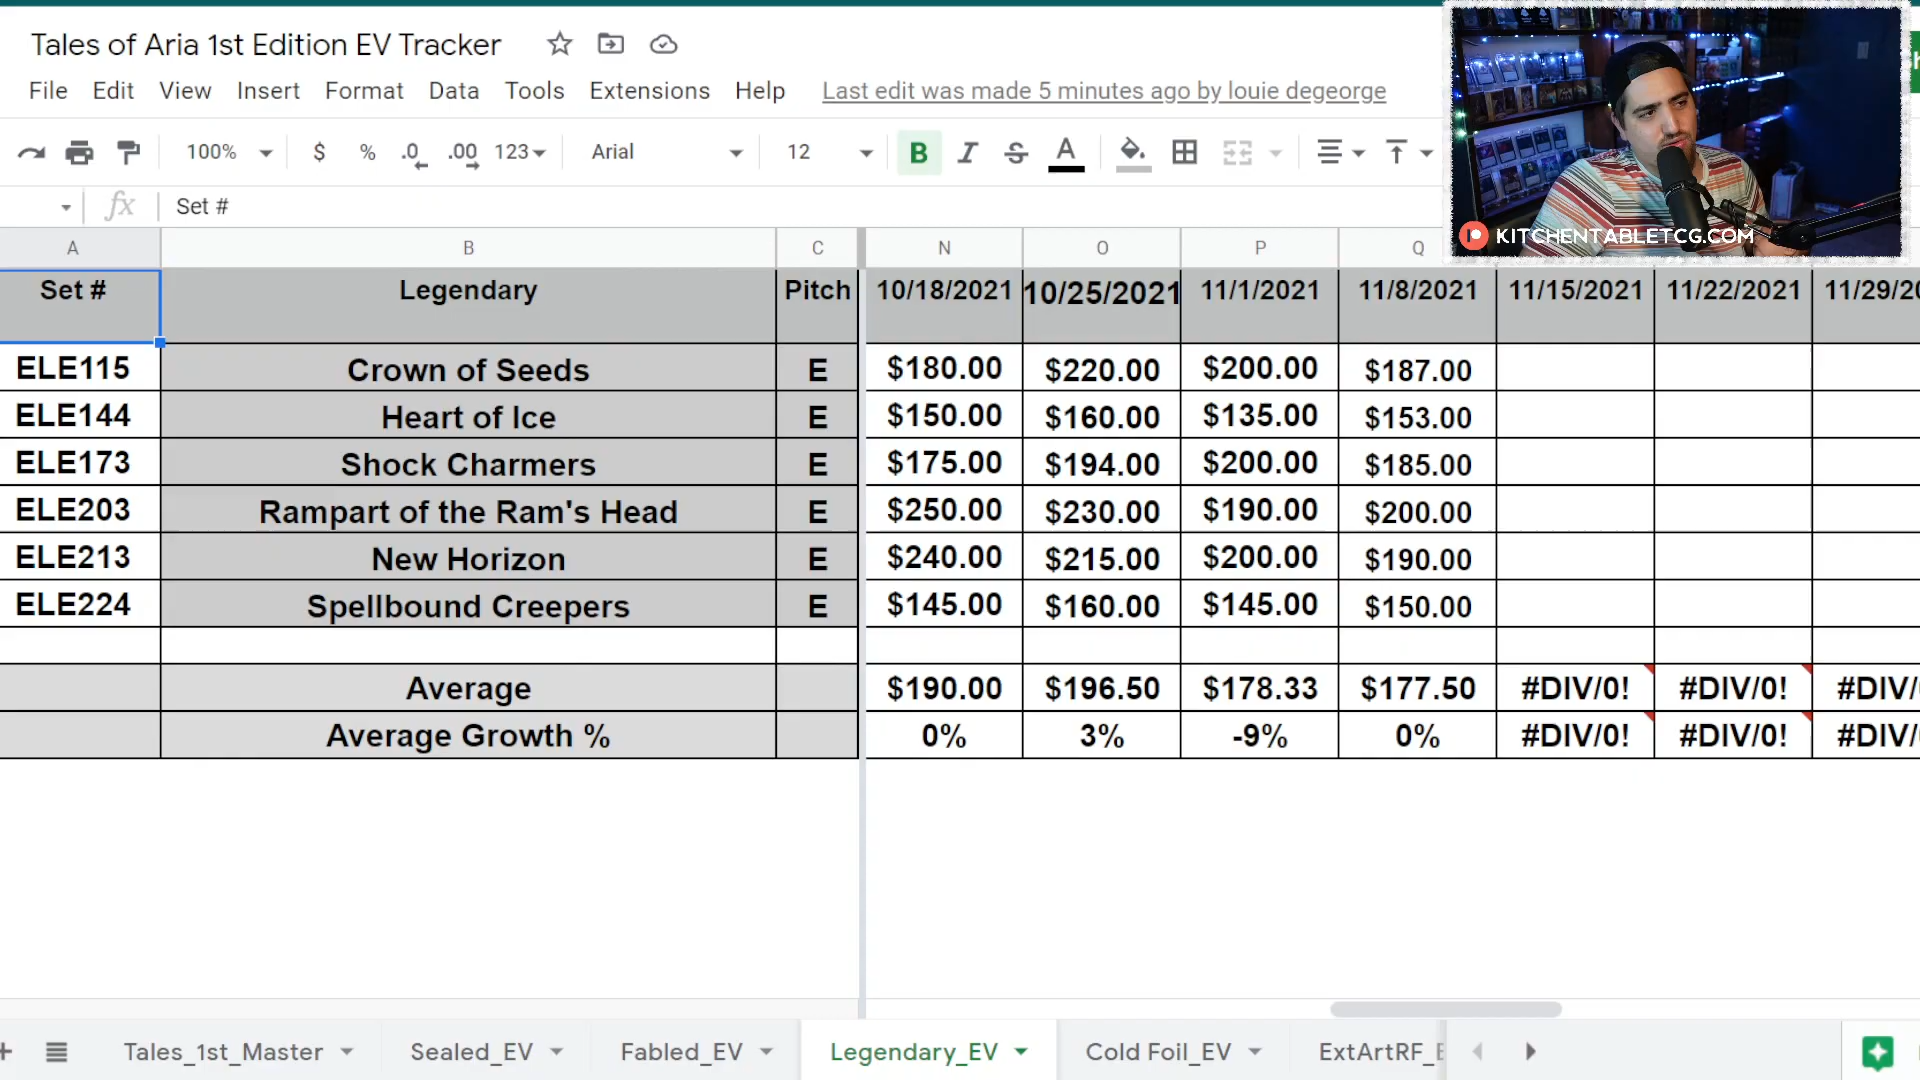 Tales of Aria 1st Edition EV Tracker
File Edit View Insert Format Data Tools Extensions Help Last edit was made 5 minutes ago by louie degeorge
100% $ % .0 .00 123 Arial 12 B I S A
fx Set #
KITCHENTABLETCG.COM
A B C N O P Q
Set # Legendary Pitch 10/18/2021 10/25/2021 11/1/2021 11/8/2021 11/15/2021 11/22/2021 11/29/20
ELE115 Crown of Seeds E $180.00 $220.00 $200.00 $187.00
ELE144 Heart of Ice E $150.00 $160.00 $135.00 $153.00
ELE173 Shock Charmers E $175.00 $194.00 $200.00 $185.00
ELE203 Rampart of the Ram's Head E $250.00 $230.00 $190.00 $200.00
ELE213 New Horizon E $240.00 $215.00 $200.00 $190.00
ELE224 Spellbound Creepers E $145.00 $160.00 $145.00 $150.00
Average $190.00 $196.50 $178.33 $177.50 #DIV/0! #DIV/0! #DIV/
Average Growth % 0% 3% -9% 0% #DIV/0! #DIV/0! #DIV/
Tales_1st_Master Sealed_EV Fabled_EV Legendary_EV Cold Foil_EV ExtArtRF_E